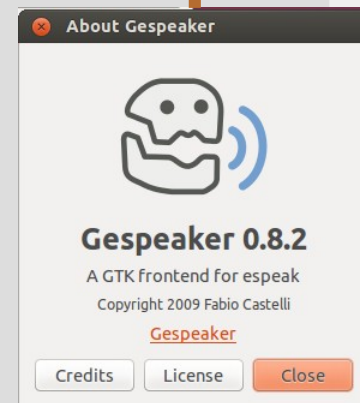 About Gespeaker
Gespeaker 0.8.2
A GTK frontend for espeak
Copyright 2009 Fabio Castelli
Gespeaker
Credits License Close